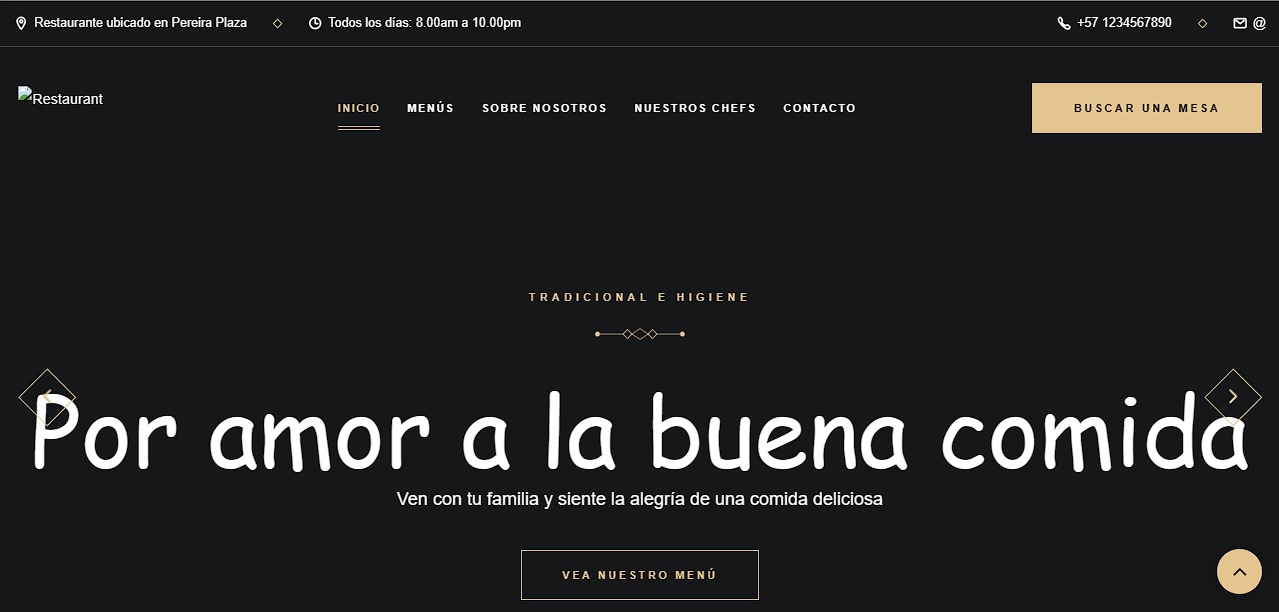 Restaurante ubicado en Pereira Plaza
Todos los días: 8.00am a 10.00pm
+57 1234567890
@
Restaurant
INICIO
MENÚS
SOBRE NOSOTROS
NUESTROS CHEFS
CONTACTO
BUSCAR UNA MESA
TRADICIONAL E HIGIENE
Por amor a la buena comida
Ven con tu familia y siente la alegría de una comida deliciosa
VEA NUESTRO MENÚ